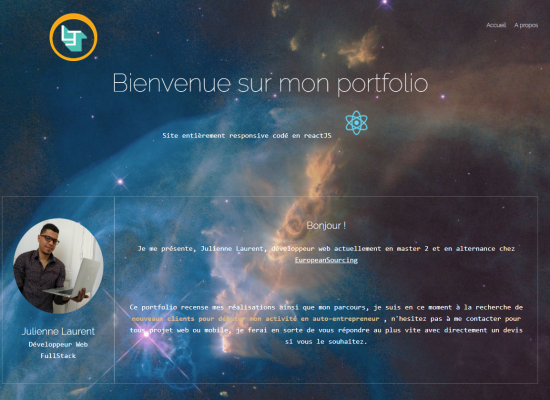 Accueil A propos
Bienvenue sur mon portfolio
Site entièrement responsive codé en reactJS
Bonjour !
Je me présente, Julienne Laurent, développeur web actuellement en master 2 et en alternance chez
EuropeanSourcing
Ce portfolio recense mes réalisations ainsi que mon parcours, je suis en ce moment à la recherche de
nouveaux clients pour débuter mon activité en auto-entrepreneur , n'hesitez pas à me contacter pour
tous projet web ou mobile, je ferai en sorte de vous répondre au plus vite avec directement un devis
si vous le souhaitez.
Julienne Laurent
Développeur Web
FullStack